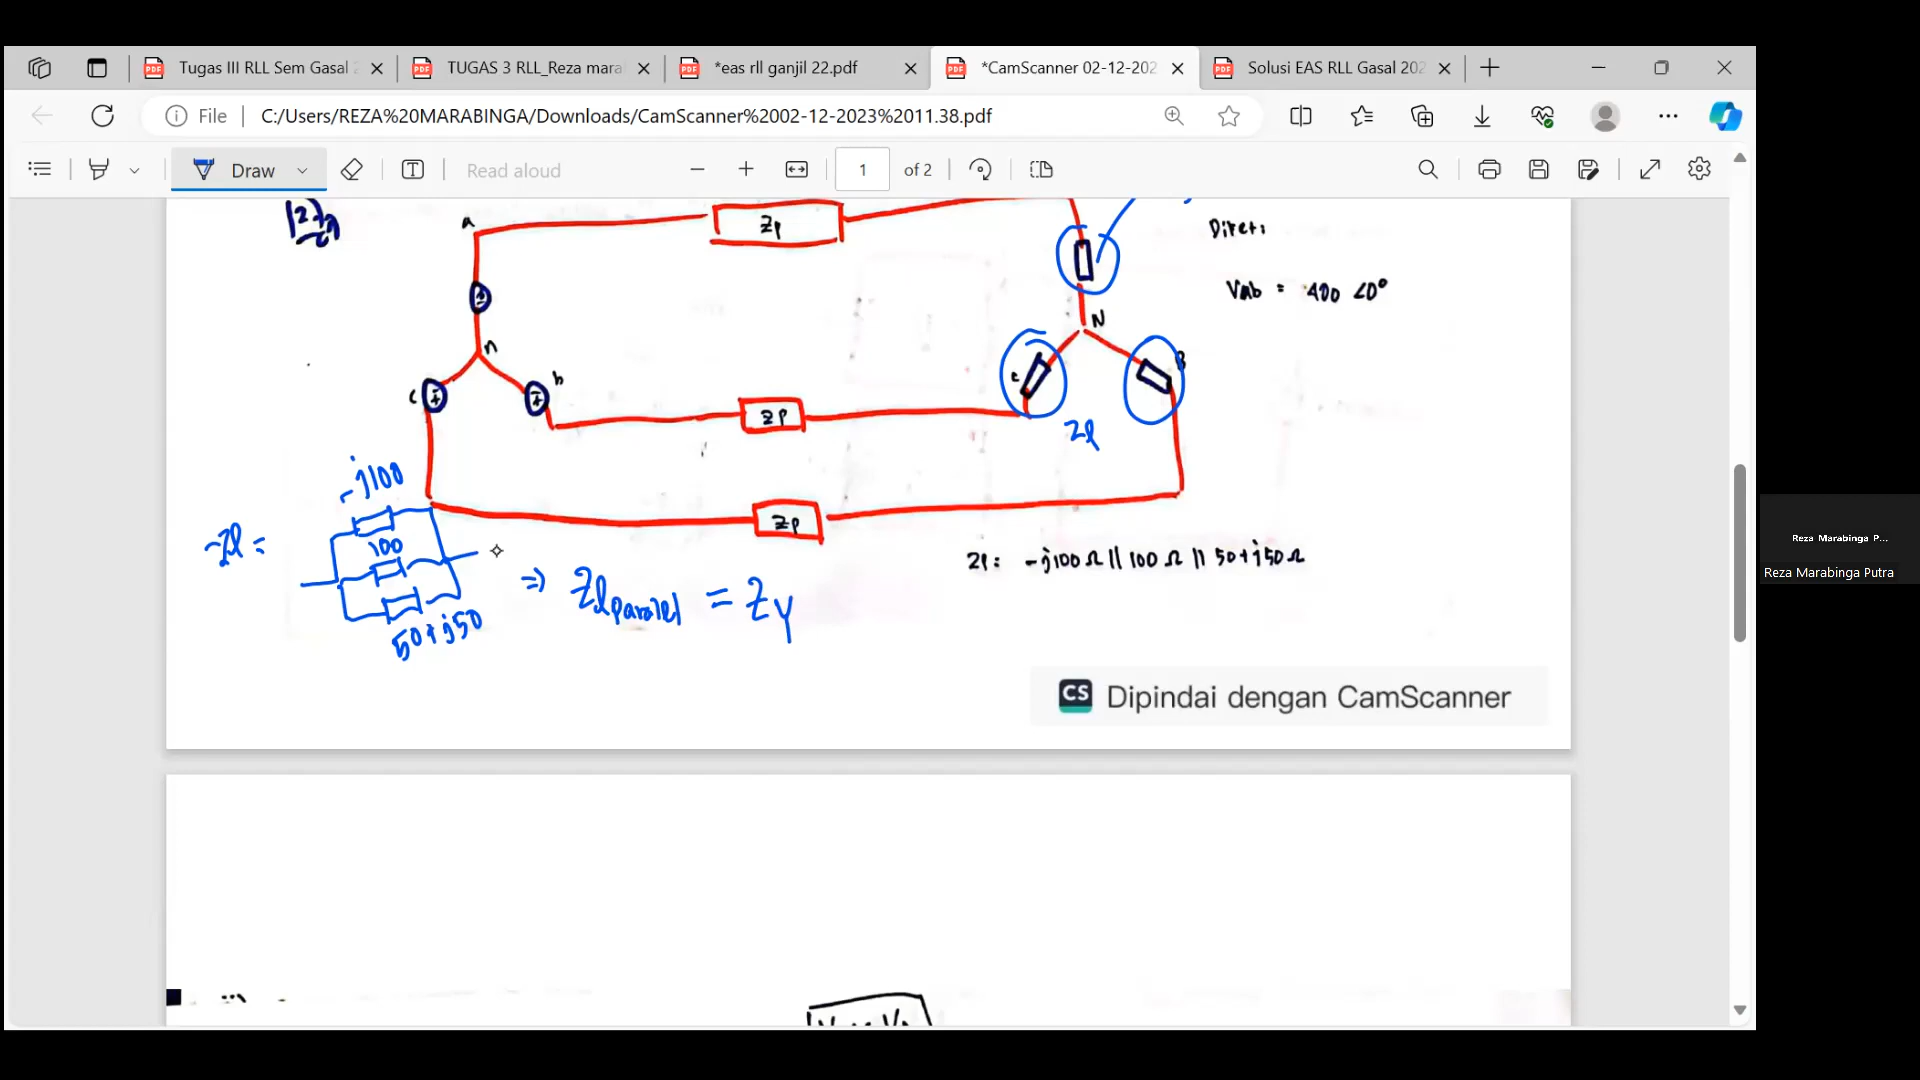 Tugas III RLL Sem Gasal 2
TUGAS 3 RLL_Reza mara
*eas rll ganjil 22.pdf
*CamScanner 02-12-202
Solusi EAS RLL Gasal 202
File
C:/Users/REZA%20MARABINGA/Downloads/CamScanner%2002-12-2023%2011.38.pdf
Draw
Read aloud
1 of 2
a
Zp
Diket:
Vab = 400 ∠0°
N
n
c
b
c
B
Zp
Zl
-j100
Zl =
100
50+j50
Zp
⇒ Zl paralel = Zy
Zl: -j100 Ω || 100 Ω || 50+j50 Ω
CS Dipindai dengan CamScanner
Reza Marabinga P...
Reza Marabinga Putra